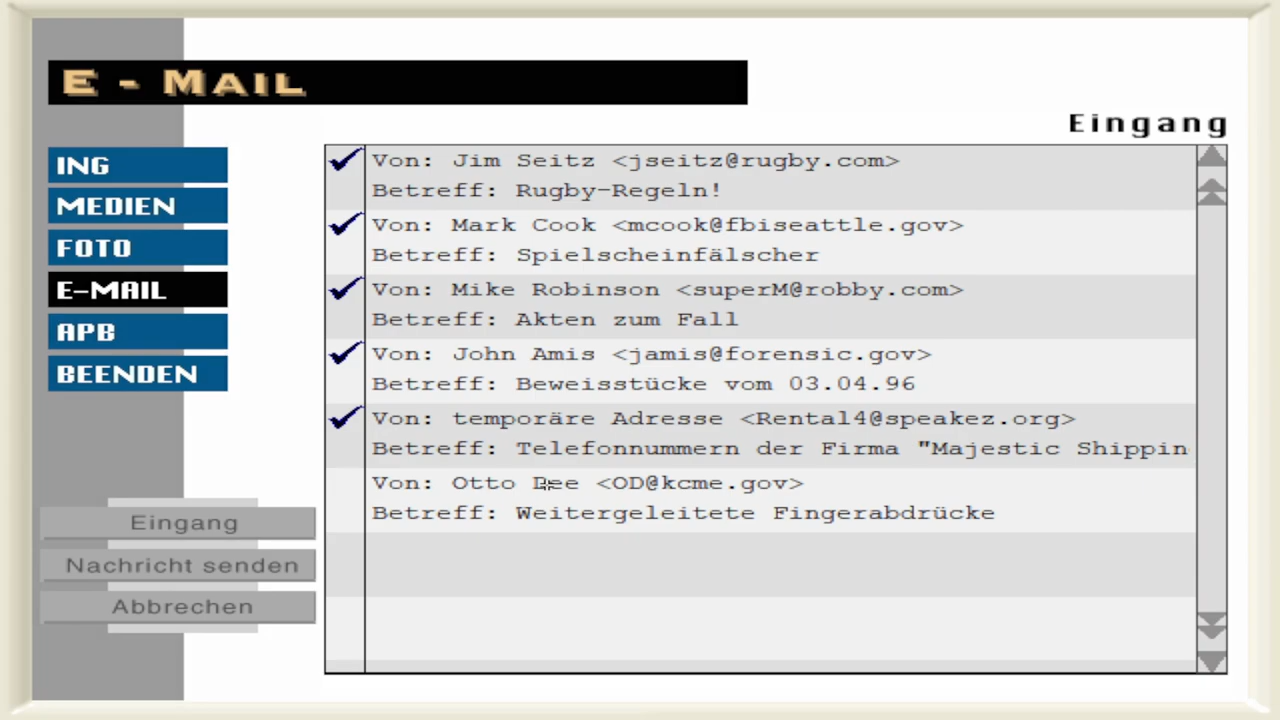 E - MAIL
Eingang
ING
MEDIEN
FOTO
E-MAIL
APB
BEENDEN
Von: Jim Seitz <jseitz@rugby.com>
Betreff: Rugby-Regeln!
Von: Mark Cook <mcook@fbiseattle.gov>
Betreff: Spielscheinfälscher
Von: Mike Robinson <superM@robby.com>
Betreff: Akten zum Fall
Von: John Amis <jamis@forensic.gov>
Betreff: Beweisstücke vom 03.04.96
Von: temporäre Adresse <Rental4@speakez.org>
Betreff: Telefonnummern der Firma "Majestic Shippin
Von: Otto Dee <OD@kcme.gov>
Betreff: Weitergeleitete Fingerabdrücke
Eingang
Nachricht senden
Abbrechen